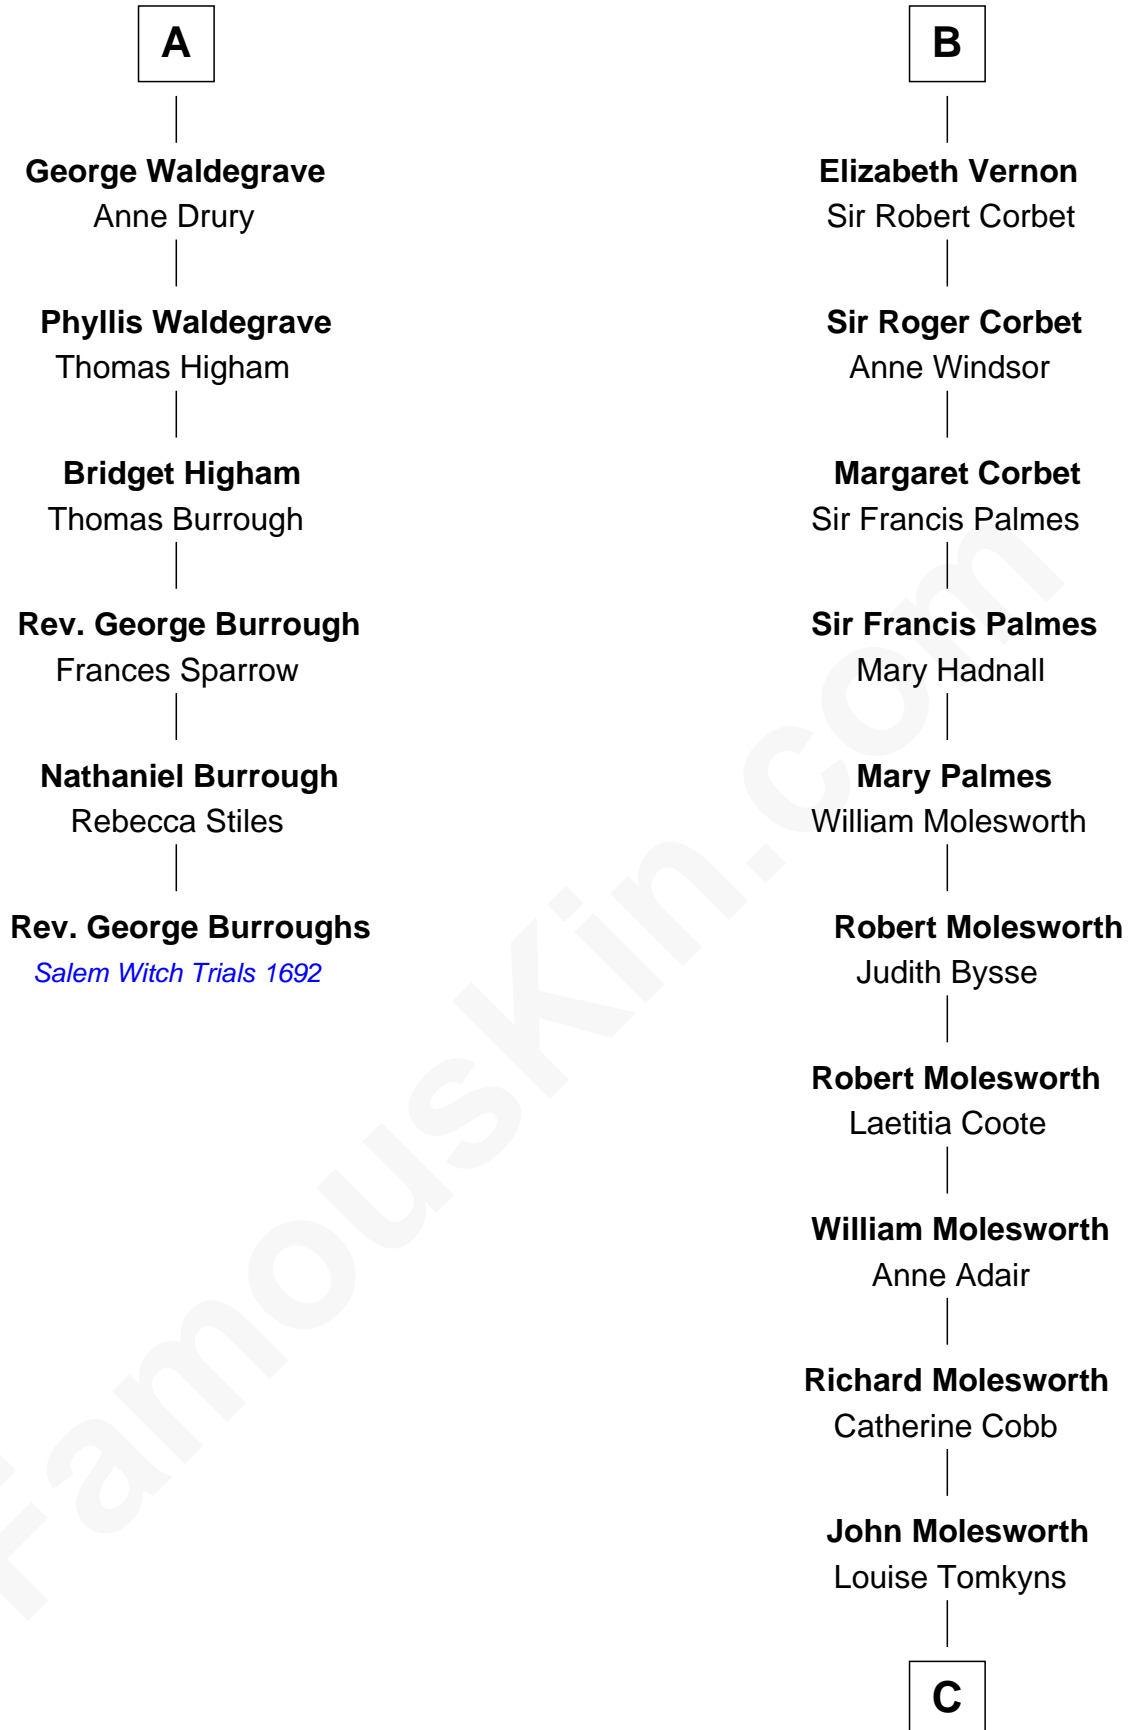 A
George Waldegrave
Anne Drury
Phyllis Waldegrave
Thomas Higham
Bridget Higham
Thomas Burrough
Rev. George Burrough
Frances Sparrow
Nathaniel Burrough
Rebecca Stiles
Rev. George Burroughs
Salem Witch Trials 1692
B
Elizabeth Vernon
Sir Robert Corbet
Sir Roger Corbet
Anne Windsor
Margaret Corbet
Sir Francis Palmes
Sir Francis Palmes
Mary Hadnall
Mary Palmes
William Molesworth
Robert Molesworth
Judith Bysse
Robert Molesworth
Laetitia Coote
William Molesworth
Anne Adair
Richard Molesworth
Catherine Cobb
John Molesworth
Louise Tomkyns
C
FamousKin.com